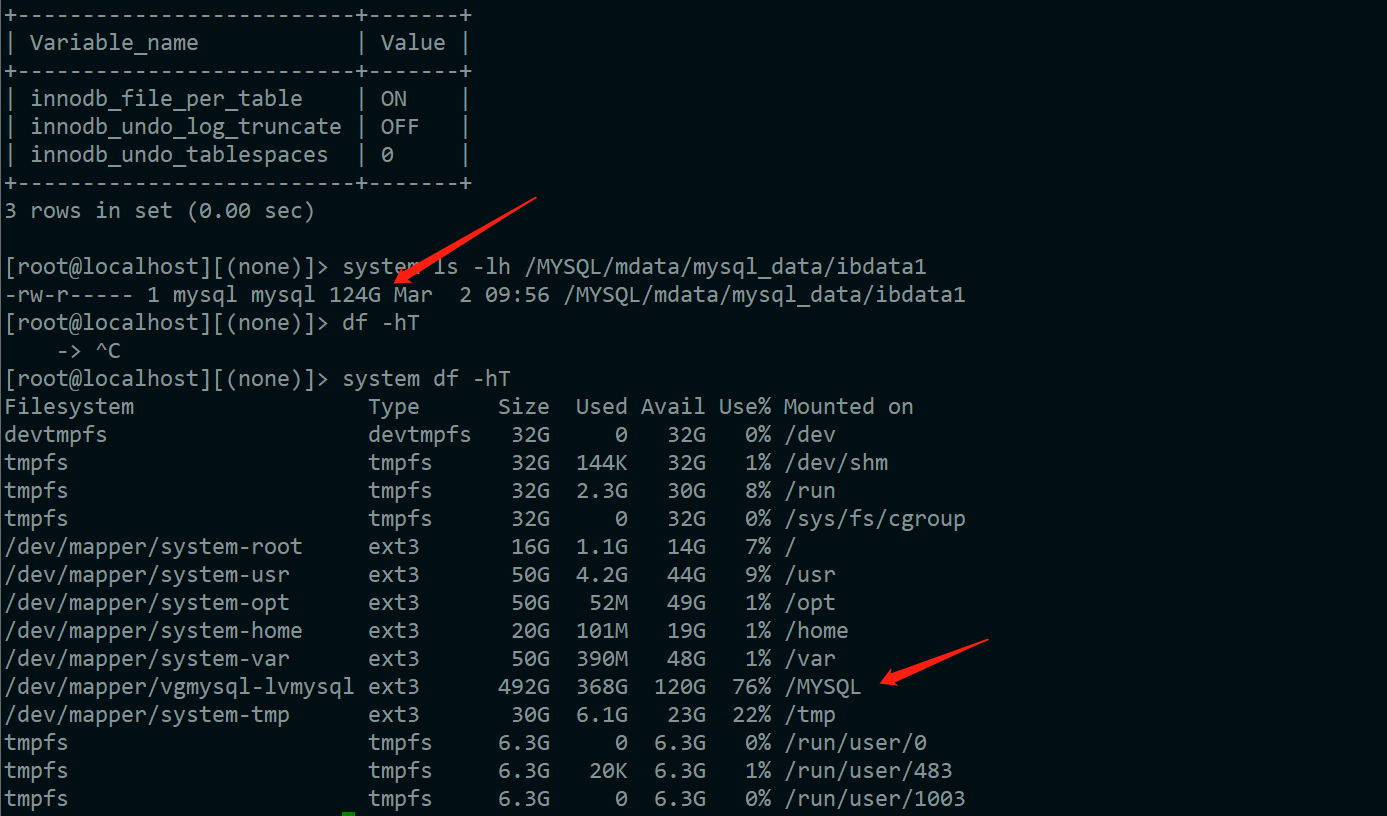 +--------------------------+-------+
| Variable_name            | Value |
+--------------------------+-------+
| innodb_file_per_table    | ON    |
| innodb_undo_log_truncate | OFF   |
| innodb_undo_tablespaces  | 0     |
+--------------------------+-------+
3 rows in set (0.00 sec)
[root@localhost][(none)]> system ls -lh /MYSQL/mdata/mysql_data/ibdata1
-rw-r----- 1 mysql mysql 124G Mar  2 09:56 /MYSQL/mdata/mysql_data/ibdata1
[root@localhost][(none)]> df -hT
    -> ^C
[root@localhost][(none)]> system df -hT
Filesystem                  Type      Size  Used Avail Use% Mounted on
devtmpfs                    devtmpfs   32G     0   32G   0% /dev
tmpfs                       tmpfs      32G  144K   32G   1% /dev/shm
tmpfs                       tmpfs      32G  2.3G   30G   8% /run
tmpfs                       tmpfs      32G     0   32G   0% /sys/fs/cgroup
/dev/mapper/system-root     ext3       16G  1.1G   14G   7% /
/dev/mapper/system-usr      ext3       50G  4.2G   44G   9% /usr
/dev/mapper/system-opt      ext3       50G   52M   49G   1% /opt
/dev/mapper/system-home     ext3       20G  101M   19G   1% /home
/dev/mapper/system-var      ext3       50G  390M   48G   1% /var
/dev/mapper/vgmysql-lvmysql ext3      492G  368G  120G  76% /MYSQL
/dev/mapper/system-tmp      ext3       30G  6.1G   23G  22% /tmp
tmpfs                       tmpfs     6.3G     0  6.3G   0% /run/user/0
tmpfs                       tmpfs     6.3G   20K  6.3G   1% /run/user/483
tmpfs                       tmpfs     6.3G     0  6.3G   0% /run/user/1003